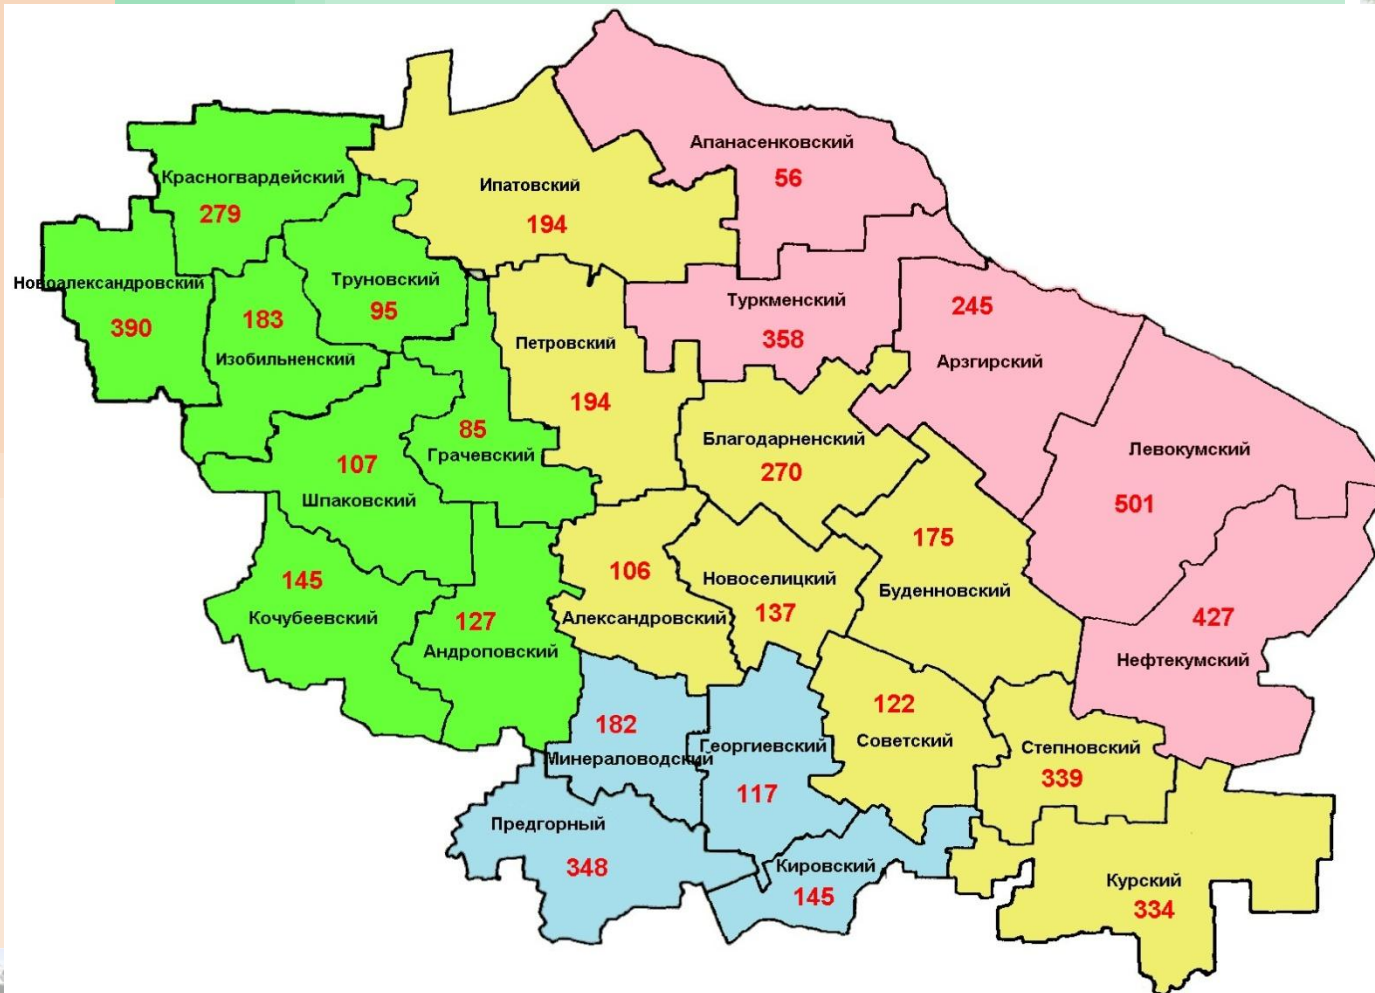 Апанасенковский
56
Красногвардейский
279
Ипатовский
194
Новоалександровский
390
Труновский
95
183
Изобильненский
Туркменский
358
245
Арзгирский
Петровский
194
85
Грачевский
Благодарненский
270
Левокумский
501
107
Шпаковский
175
Буденновский
145
Кочубеевский
106
Александровский
Новоселицкий
137
127
Андроповский
427
Нефтекумский
182
Минераловодский
Георгиевский
117
122
Советский
Степновский
339
Предгорный
348
Кировский
145
Курский
334